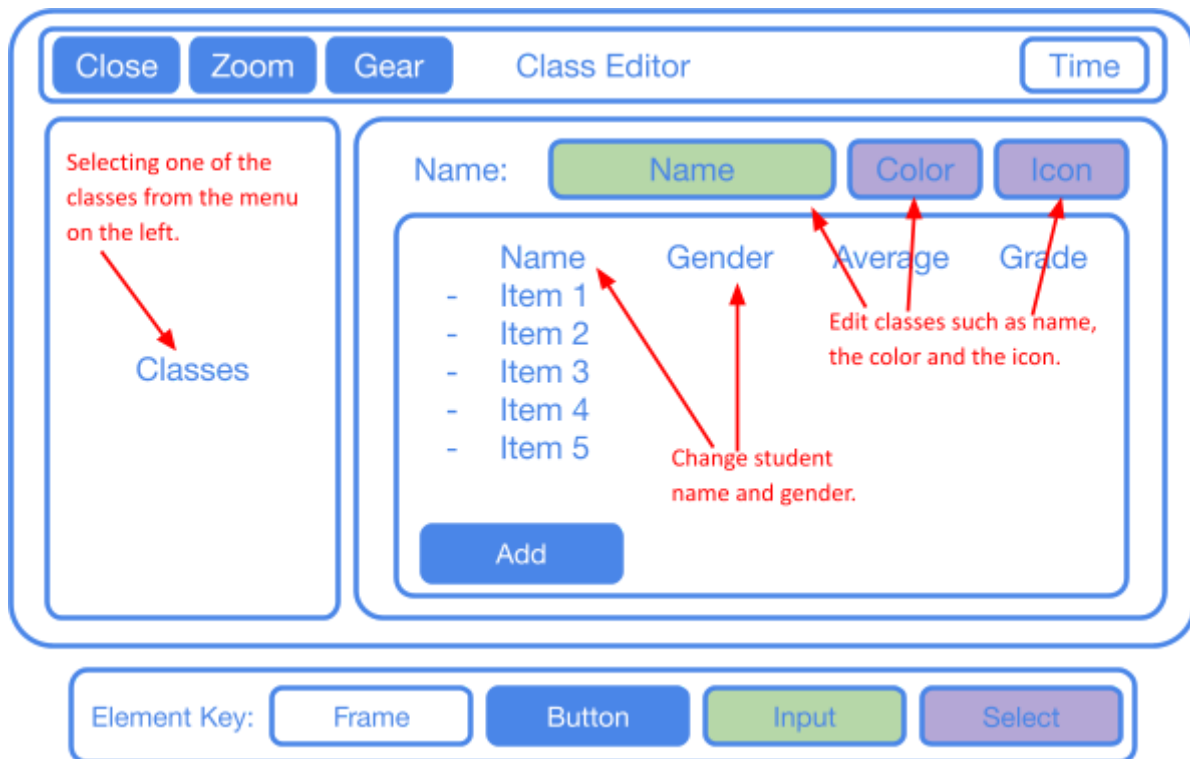 Close Zoom Gear Class Editor Time
Selecting one of the
classes from the menu
on the left.
Classes
Name: Name Color Icon
Name Gender Average Grade
- Item 1
- Item 2
- Item 3
- Item 4
- Item 5
Edit classes such as name,
the color and the icon.
Change student
name and gender.
Add
Element Key: Frame Button Input Select